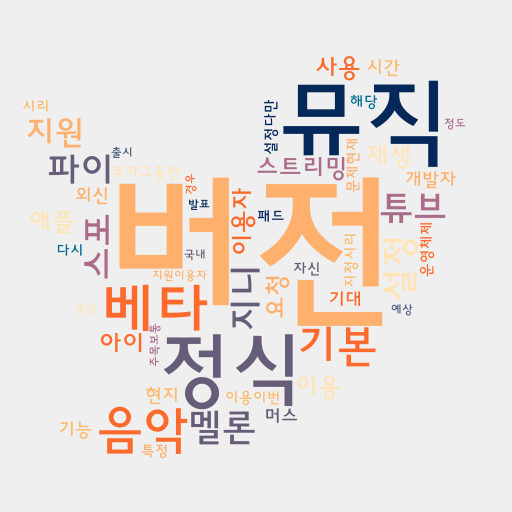 사용
시간
뮤직
시리
해당
정도
지원
설정다만
출시
문제현재
재생
파이
추가그동안
스트리밍
개발자
외신
경우
버전
애플
발표
이용자
패드
튜브
스포
운영체제
다시
국내
자신
지정시리
설정
지원이용자
지니
요청
기대
예상
베타
아이
주목보통
정식
기본
현지
이용이번
이용
음악
멜론
머스
기능
특정